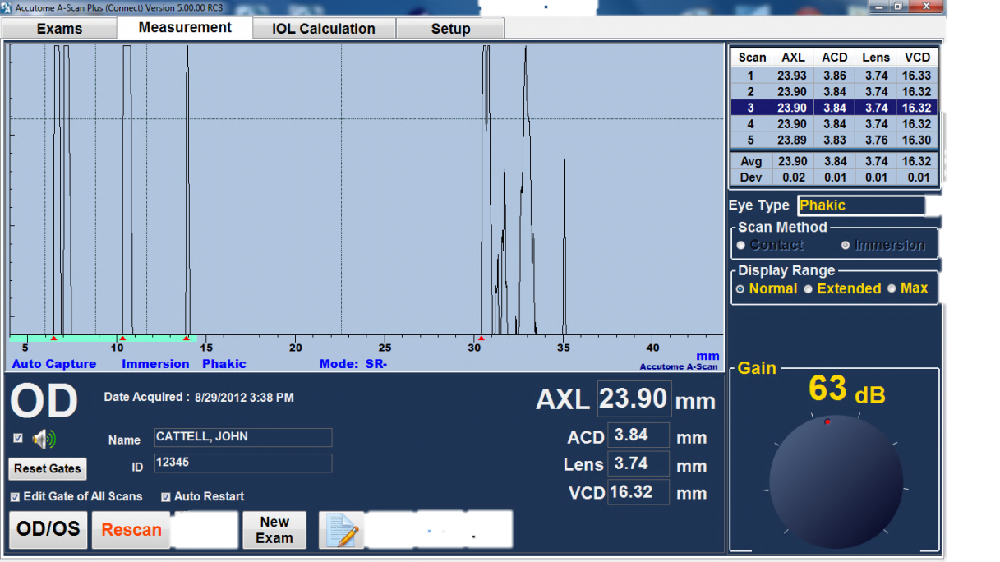 Accutome A-Scan Plus (Connect) Version 5.00.00 RC3
Exams Measurement IOL Calculation Setup
Scan AXL ACD Lens VCD
1 23.93 3.86 3.74 16.33
2 23.90 3.84 3.74 16.32
3 23.90 3.84 3.74 16.32
4 23.90 3.84 3.74 16.32
5 23.89 3.83 3.76 16.30
Avg 23.90 3.84 3.74 16.32
Dev 0.02 0.01 0.01 0.01
Eye Type Phakic
Scan Method
Contact Immersion
Display Range
Normal Extended Max
5 10 15 20 25 30 35 40
mm
Auto Capture Immersion Phakic Mode: SR-
Accutome A-Scan
Gain
63 dB
OD
Date Acquired : 8/29/2012 3:38 PM
Name CATTELL, JOHN
ID 12345
Reset Gates
Edit Gate of All Scans Auto Restart
OD/OS Rescan New Exam
AXL 23.90 mm
ACD 3.84 mm
Lens 3.74 mm
VCD 16.32 mm